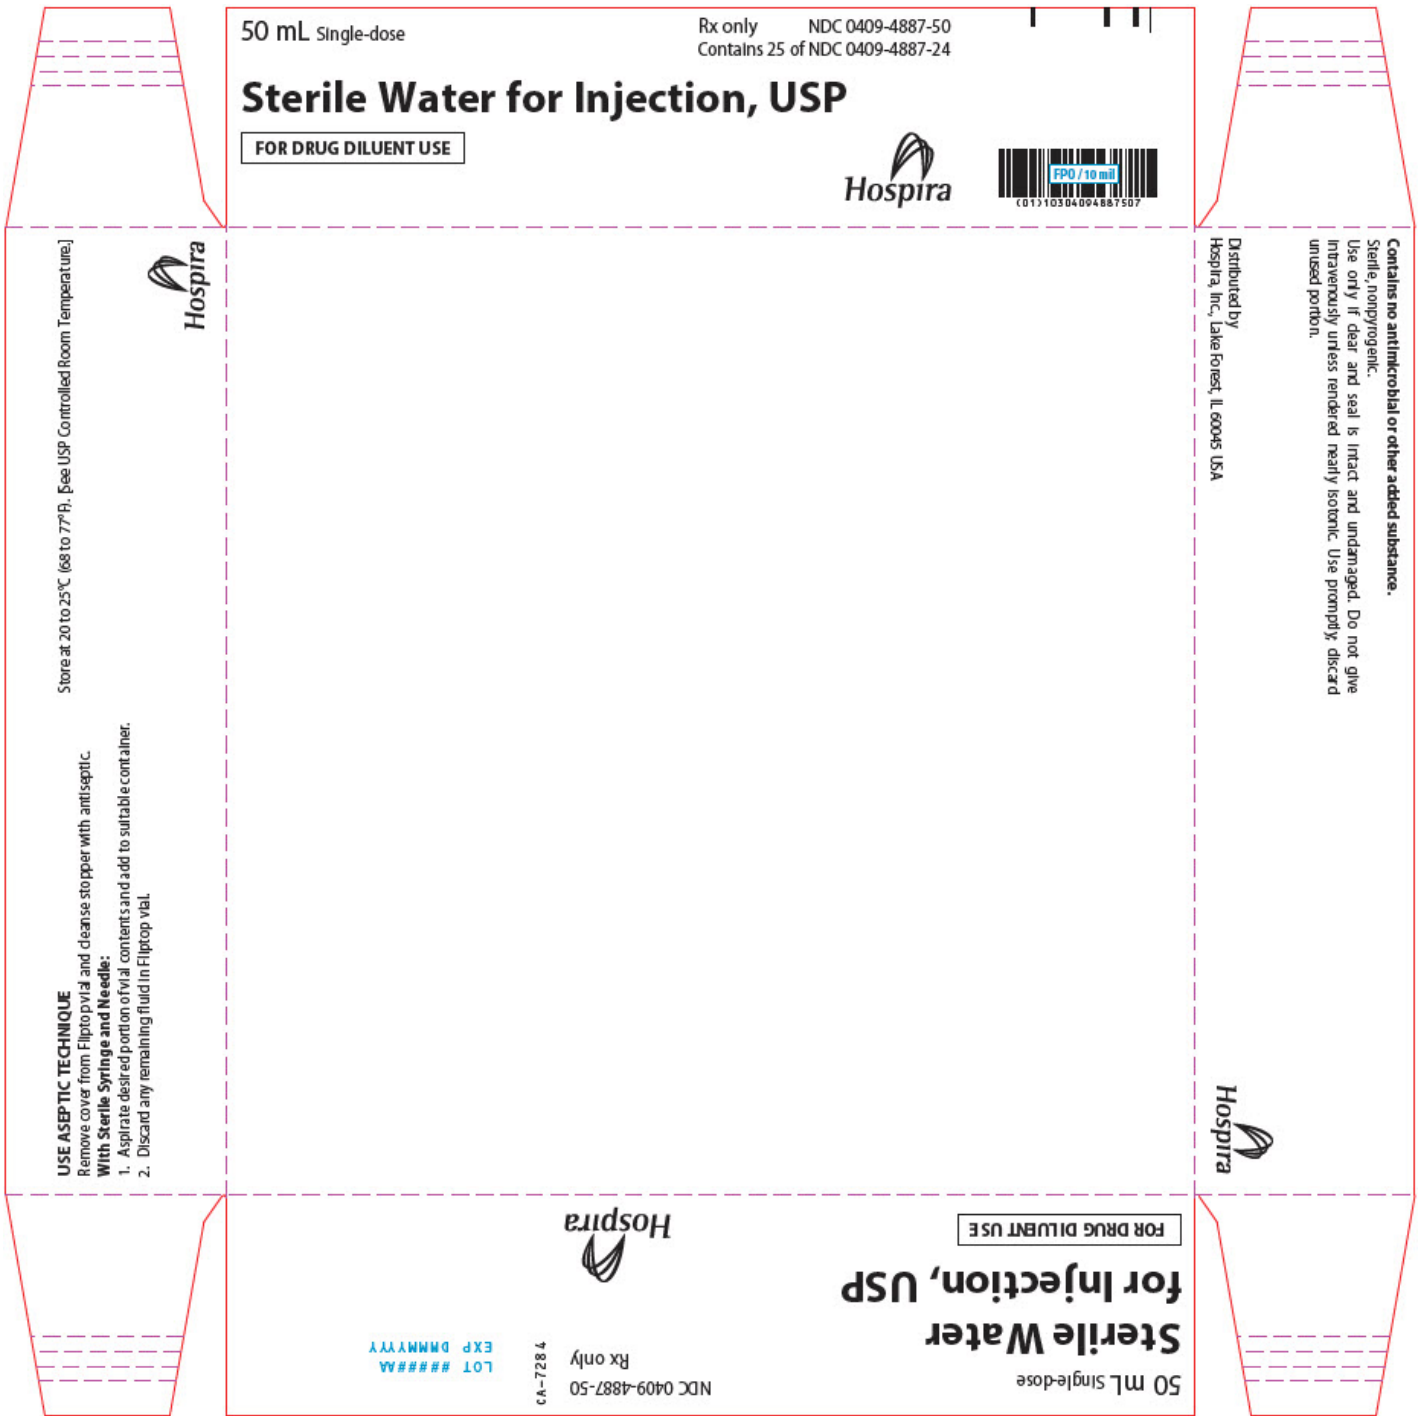 50 mL Single-dose
Rx only NDC 0409-4887-50
Contains 25 of NDC 0409-4887-24
Sterile Water for Injection, USP
FOR DRUG DILUENT USE
Hospira
FPO / 10 mil
(01)10304094887507
Hospira
Store at 20 to 25°C (68 to 77°F). [See USP Controlled Room Temperature.]
USE ASEPTIC TECHNIQUE
Remove cover from Fliptop vial and cleanse stopper with antiseptic.
With Sterile Syringe and Needle:
1. Aspirate desired portion of vial contents and add to suitable container.
2. Discard any remaining fluid in Fliptop vial.
Contains no antimicrobial or other added substance.
Sterile, nonpyrogenic.
Use only if clear and seal is intact and undamaged. Do not give
intravenously unless rendered nearly isotonic. Use promptly; discard
unused portion.
Distributed by
Hospira, Inc., Lake Forest, IL 60045 USA
Hospira
50 mL Single-dose
Sterile Water
for Injection, USP
FOR DRUG DILUENT USE
NDC 0409-4887-50
Rx only
Hospira
CA-7284
LOT ######AA
EXP DMMMYYYY